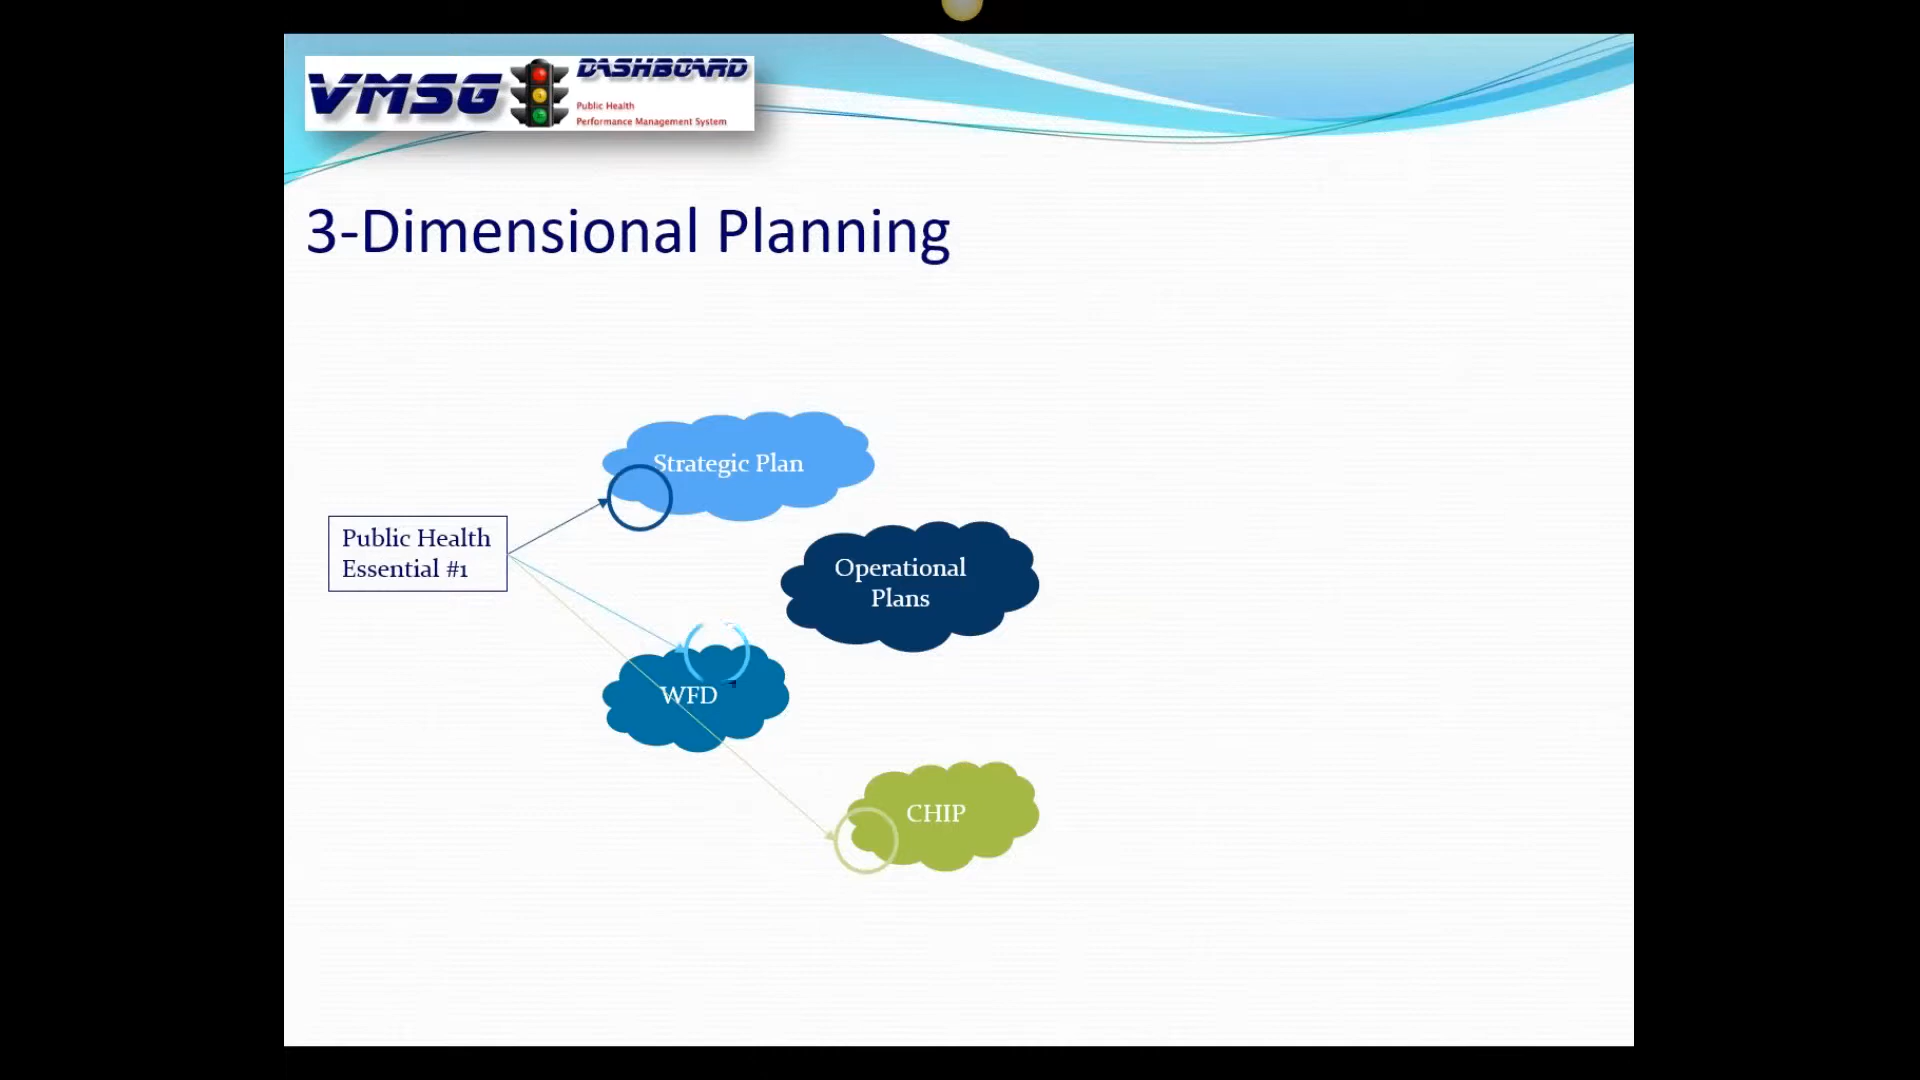 VMSG
DASHBOARD
Public Health
Performance Management System
3-Dimensional Planning
Strategic Plan
Public Health
Essential #1
Operational
Plans
WFD
CHIP